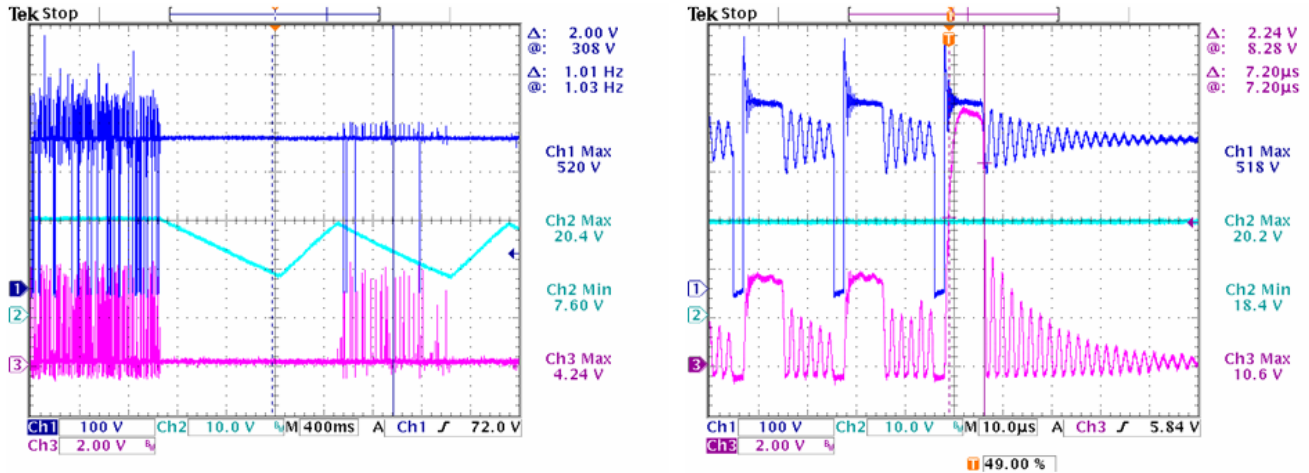 Tek Stop
Δ: 2.00 V
@: 308 V
Δ: 1.01 Hz
@: 1.03 Hz
Ch1 Max
520 V
Ch2 Max
20.4 V
Ch2 Min
7.60 V
Ch3 Max
4.24 V
1
2
3
Ch1 100 V Ch2 10.0 V BW M 400ms A Ch1 ʃ 72.0 V
Ch3 2.00 V BW
Tek Stop
T
T
Δ: 2.24 V
@: 8.28 V
Δ: 7.20µs
@: 7.20µs
Ch1 Max
518 V
Ch2 Max
20.2 V
Ch2 Min
18.4 V
Ch3 Max
10.6 V
1
2
3
Ch1 100 V Ch2 10.0 V BW M 10.0µs A Ch3 ʃ 5.84 V
Ch3 2.00 V BW
T 49.00 %